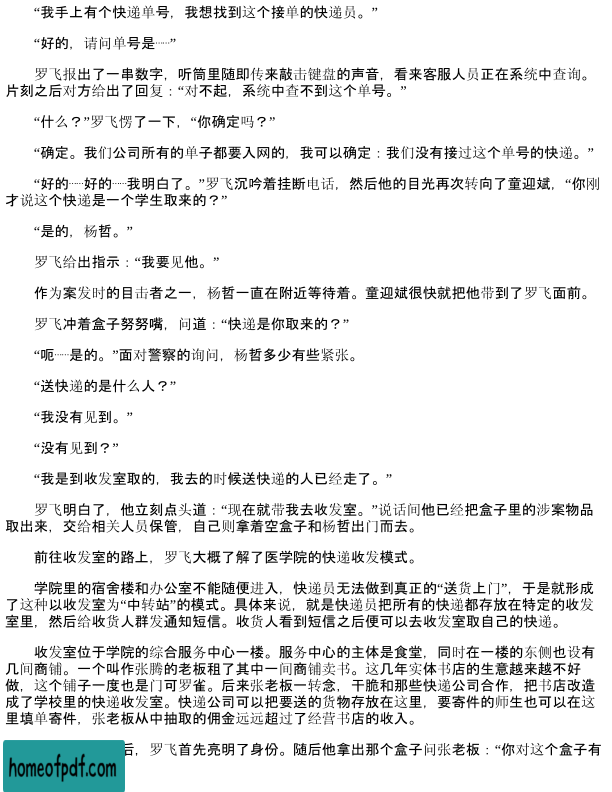 “我手上有个快递单号，我想找到这个接单的快递员。”
“好的，请问单号是……”
罗飞报出了一串数字，听筒里随即传来敲击键盘的声音，看来客服人员正在系统中查询。
片刻之后对方给出了回复：“对不起，系统中查不到这个单号。”
“什么？”罗飞愣了一下，“你确定吗？”
“确定。我们公司所有的单子都要入网的，我可以确定：我们没有接过这个单号的快递。”
“好的……好的……我明白了。”罗飞沉吟着挂断电话，然后他的目光再次转向了童迎斌，“你刚
才说这个快递是一个学生取来的？”
“是的，杨哲。”
罗飞给出指示：“我要见他。”
作为案发时的目击者之一，杨哲一直在附近等待着。童迎斌很快就把他带到了罗飞面前。
罗飞冲着盒子努努嘴，问道：“快递是你取来的？”
“呃……是的。”面对警察的询问，杨哲多少有些紧张。
“送快递的是什么人？”
“我没有见到。”
“没有见到？”
“我是到收发室取的，我去的时候送快递的人已经走了。”
罗飞明白了，他立刻点头道：“现在就带我去收发室。”说话间他已经把盒子里的涉案物品
取出来，交给相关人员保管，自己则拿着空盒子和杨哲出门而去。
前往收发室的路上，罗飞大概了解了医学院的快递收发模式。
学院里的宿舍楼和办公室不能随便进入，快递员无法做到真正的“送货上门”，于是就形成
了这种以收发室为“中转站”的模式。具体来说，就是快递员把所有的快递都存放在特定的收发
室里，然后给收货人群发通知短信。收货人看到短信之后便可以去收发室取自己的快递。
收发室位于学院的综合服务中心一楼。服务中心的主体是食堂，同时在一楼的东侧也设有
几间商铺。一个叫作张腾的老板租了其中一间商铺卖书。这几年实体书店的生意越来越不好
做，这个铺子一度也是门可罗雀。后来张老板一转念，干脆和那些快递公司合作，把书店改造
成了学校里的快递收发室。快递公司可以把要送的货物存放在这里，要寄件的师生也可以在这
里填单寄件，张老板从中抽取的佣金远远超过了经营书店的收入。
后，罗飞首先亮明了身份。随后他拿出那个盒子问张老板：“你对这个盒子有
homeofpdf.com